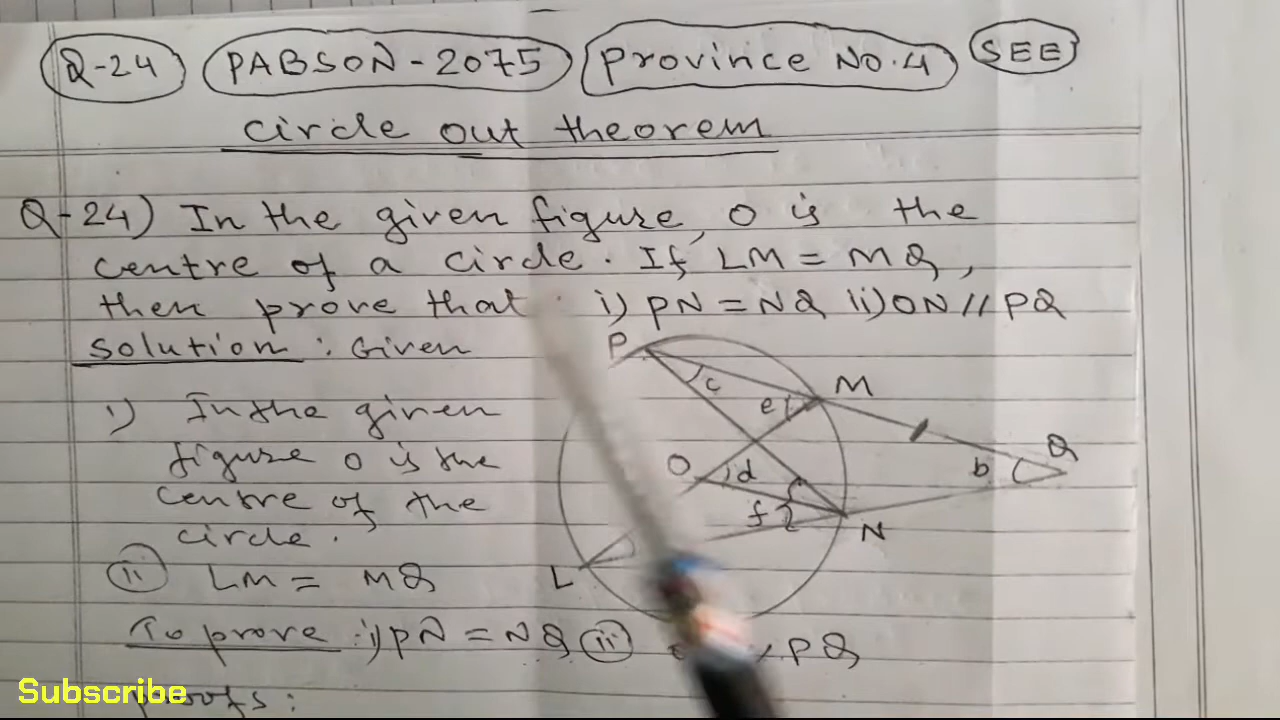 Q-24 PABSON-2075 Province No.4 SEE
circle out theorem
Q-24) In the given figure, O is the
centre of a circle. If LM = MQ,
then prove that i) PN = NQ ii) ON // PQ
solution: Given
P
c
M
i) In the given
e
figure O is the
Q
O d b
centre of the
f
circle.
N
L
ii LM = MQ
To prove: i) PN = NQ ii // PQ
Subscribe
proofs: